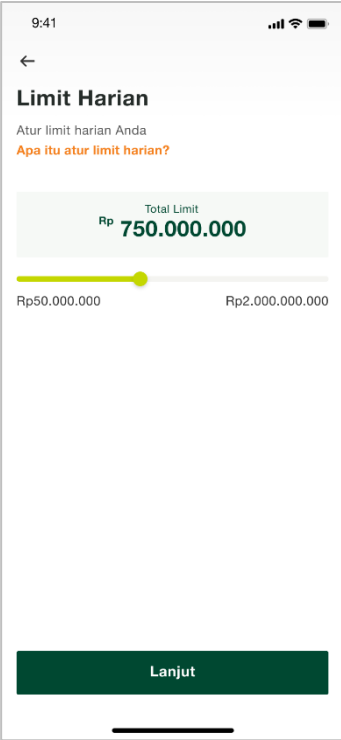 9:41
Limit Harian
Atur limit harian Anda
Apa itu atur limit harian?
Total Limit
Rp 750.000.000
Rp50.000.000 Rp2.000.000.000
Lanjut